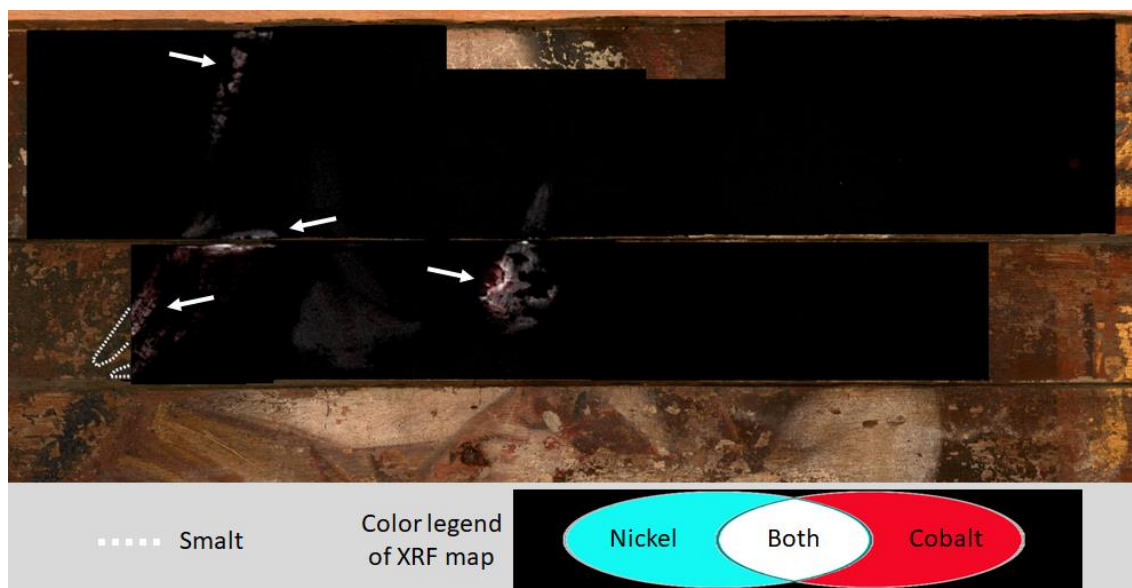 Smalt
Color legend
of XRF map
Nickel
Both
Cobalt